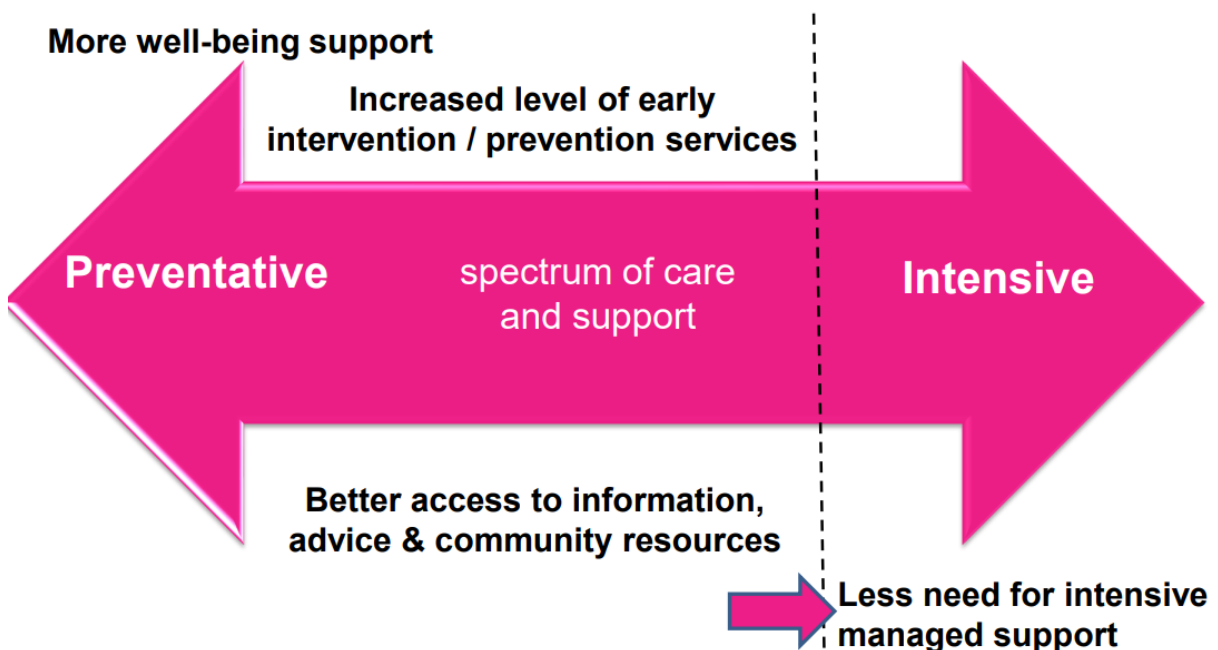 More well-being support
Increased level of early
intervention / prevention services
Preventative
spectrum of care
and support
Intensive
Better access to information,
advice & community resources
Less need for intensive
managed support